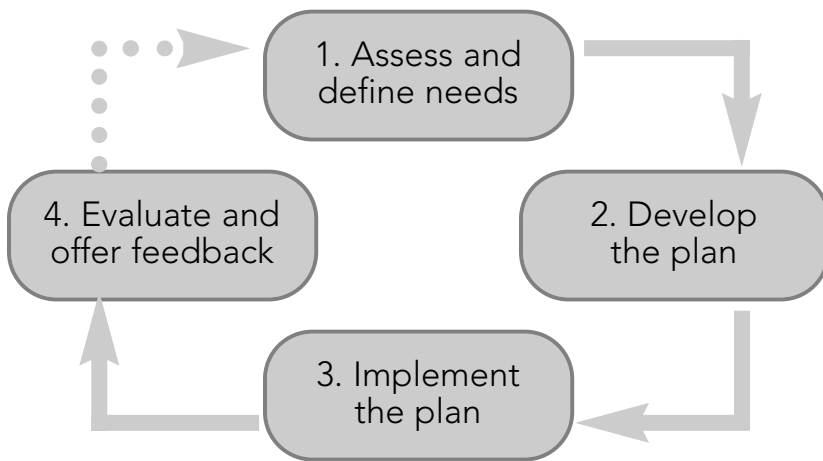 1. Assess and
define needs
2. Develop
the plan
3. Implement
the plan
4. Evaluate and
offer feedback